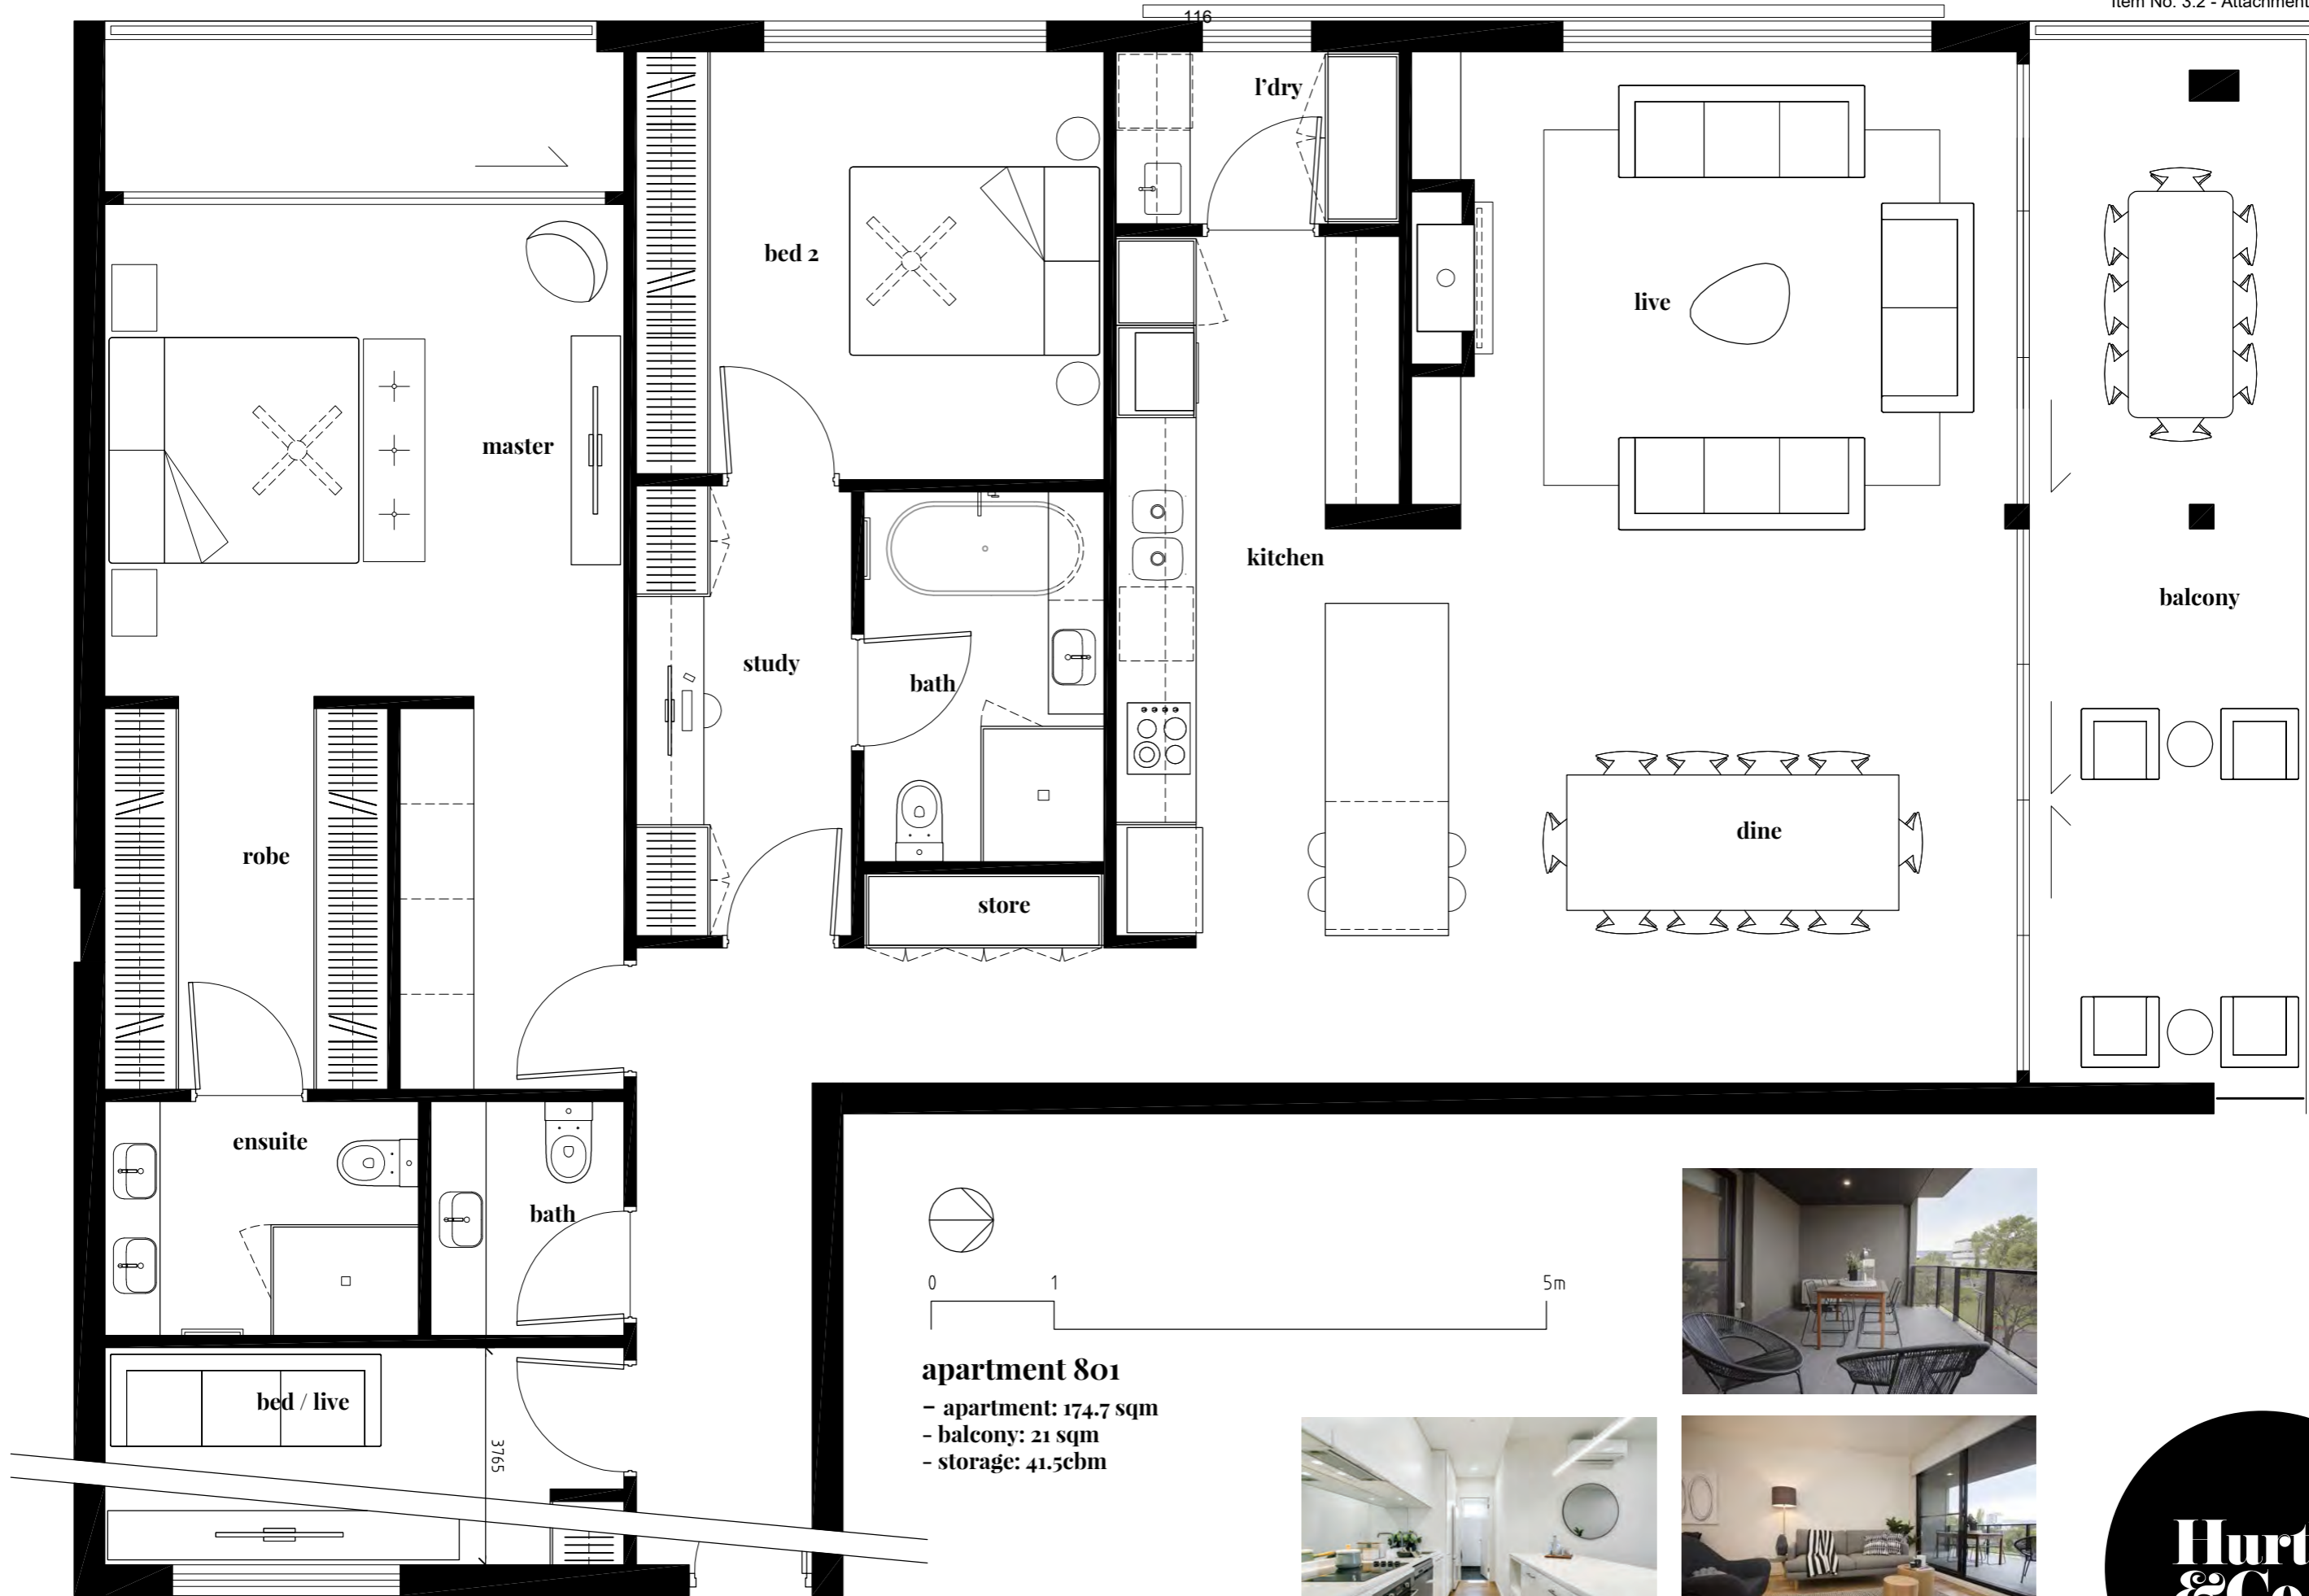 116
Item No. 3.2 - Attachment
l'dry
bed 2
live
master
kitchen
balcony
study
bath
dine
robe
store
ensuite
bath
0 1 5m
apartment 801
- apartment: 174.7 sqm
- balcony: 21 sqm
- storage: 41.5cbm
bed / live
3765
Hurt
&Co